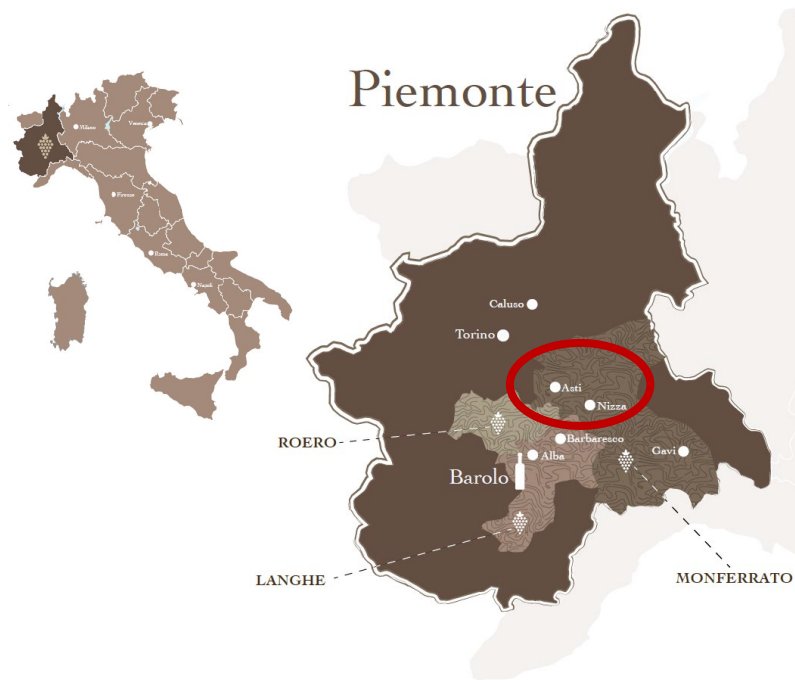 Piemonte
Milano
Venezia
Firenze
Roma
Napoli
Caluso
Torino
Asti
Nizza
ROERO
Barbaresco
Gavi
Alba
Barolo
LANGHE
MONFERRATO